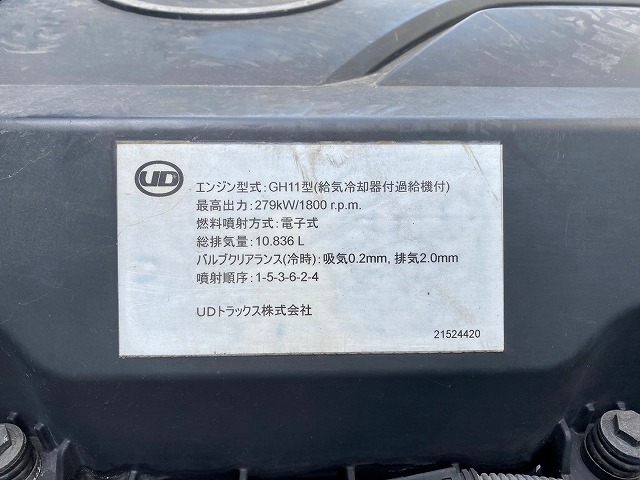 UD
エンジン型式:GH11型(給気冷却器付過給機付)
最高出力:279kW/1800 r.p.m.
燃料噴射方式:電子式
総排気量:10.836 L
バルブクリアランス(冷時):吸気0.2mm, 排気2.0mm
噴射順序:1-5-3-6-2-4
UDトラックス株式会社
21524420